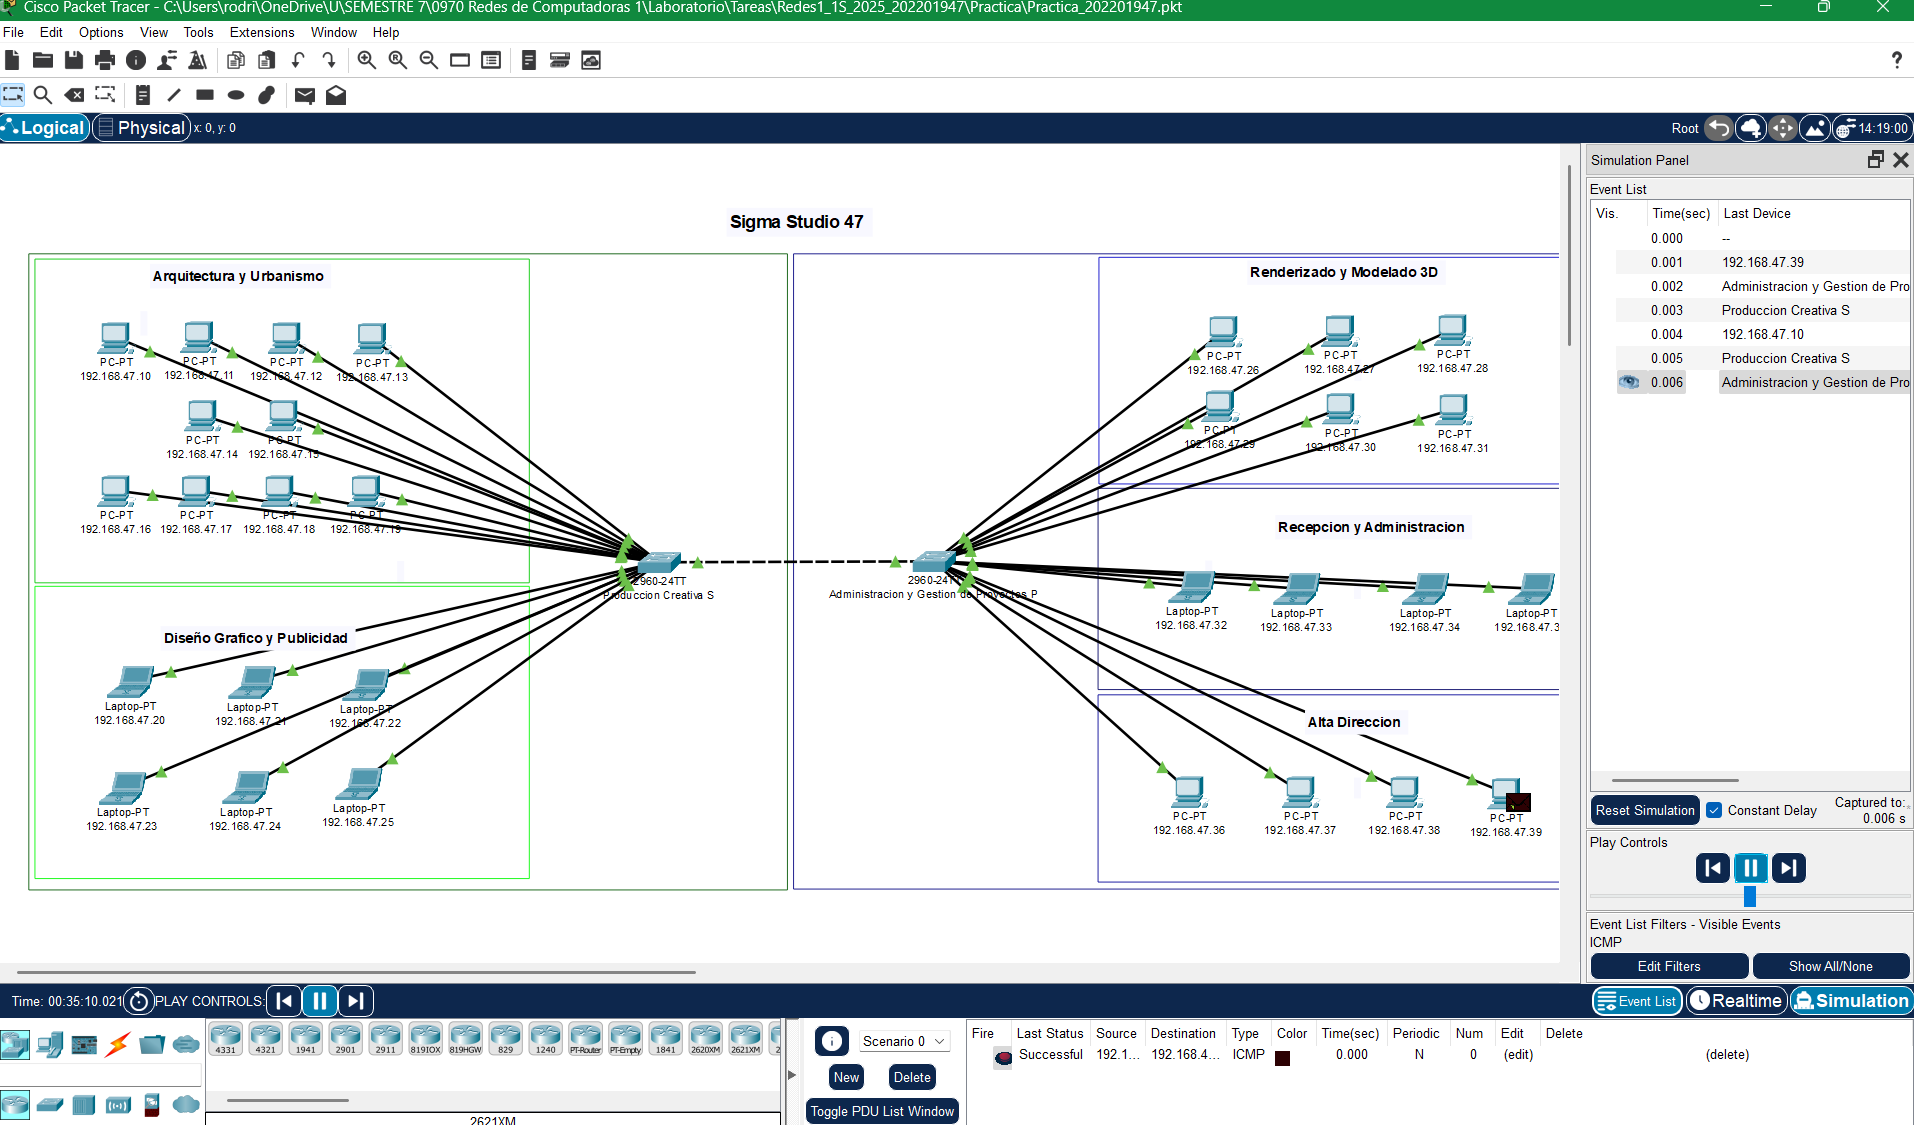 Cisco Packet Tracer - C:\Users\rodri\OneDrive\U\SEMESTRE 7\0970 Redes de Computadoras 1\Laboratorio\Tareas\Redes1_1S_2025_202201947\Practica\Practica_202201947.pkt
File Edit Options View Tools Extensions Window Help
Logical Physical x: 0, y: 0 Root 14:19:00
Simulation Panel
Event List
Vis. Time(sec) Last Device
0.000 --
0.001 192.168.47.39
0.002 Administracion y Gestion de Pro
0.003 Produccion Creativa S
0.004 192.168.47.10
0.005 Produccion Creativa S
0.006 Administracion y Gestion de Pro
Reset Simulation Constant Delay Captured to:
0.006 s
Play Controls
Event List Filters - Visible Events
ICMP
Edit Filters Show All/None
Sigma Studio 47
Arquitectura y Urbanismo
PC-PT PC-PT PC-PT PC-PT
192.168.47.10 192.168.47.11 192.168.47.12 192.168.47.13
PC-PT PC-PT
192.168.47.14 192.168.47.15
PC-PT PC-PT PC-PT PC-PT
192.168.47.16 192.168.47.17 192.168.47.18 192.168.47.19
Diseño Grafico y Publicidad
Laptop-PT Laptop-PT Laptop-PT
192.168.47.20 192.168.47.21 192.168.47.22
Laptop-PT Laptop-PT Laptop-PT
192.168.47.23 192.168.47.24 192.168.47.25
2960-24TT
Produccion Creativa S
2960-24TT
Administracion y Gestion de Proyectos P
Renderizado y Modelado 3D
PC-PT PC-PT PC-PT
192.168.47.26 192.168.47.27 192.168.47.28
PC-PT PC-PT PC-PT
192.168.47.29 192.168.47.30 192.168.47.31
Recepcion y Administracion
Laptop-PT Laptop-PT Laptop-PT Laptop-PT
192.168.47.32 192.168.47.33 192.168.47.34 192.168.47.3
Alta Direccion
PC-PT PC-PT PC-PT PC-PT
192.168.47.36 192.168.47.37 192.168.47.38 192.168.47.39
Time: 00:35:10.021 PLAY CONTROLS: Event List Realtime Simulation
4331 4321 1941 2901 2911 819IOX 819HGW 829 1240 PT-Router PT-Empty 1841 2620XM 2621XM 2
2621XM
Scenario 0
New Delete
Toggle PDU List Window
Fire Last Status Source Destination Type Color Time(sec) Periodic Num Edit Delete
Successful 192.1... 192.168.4... ICMP 0.000 N 0 (edit) (delete)